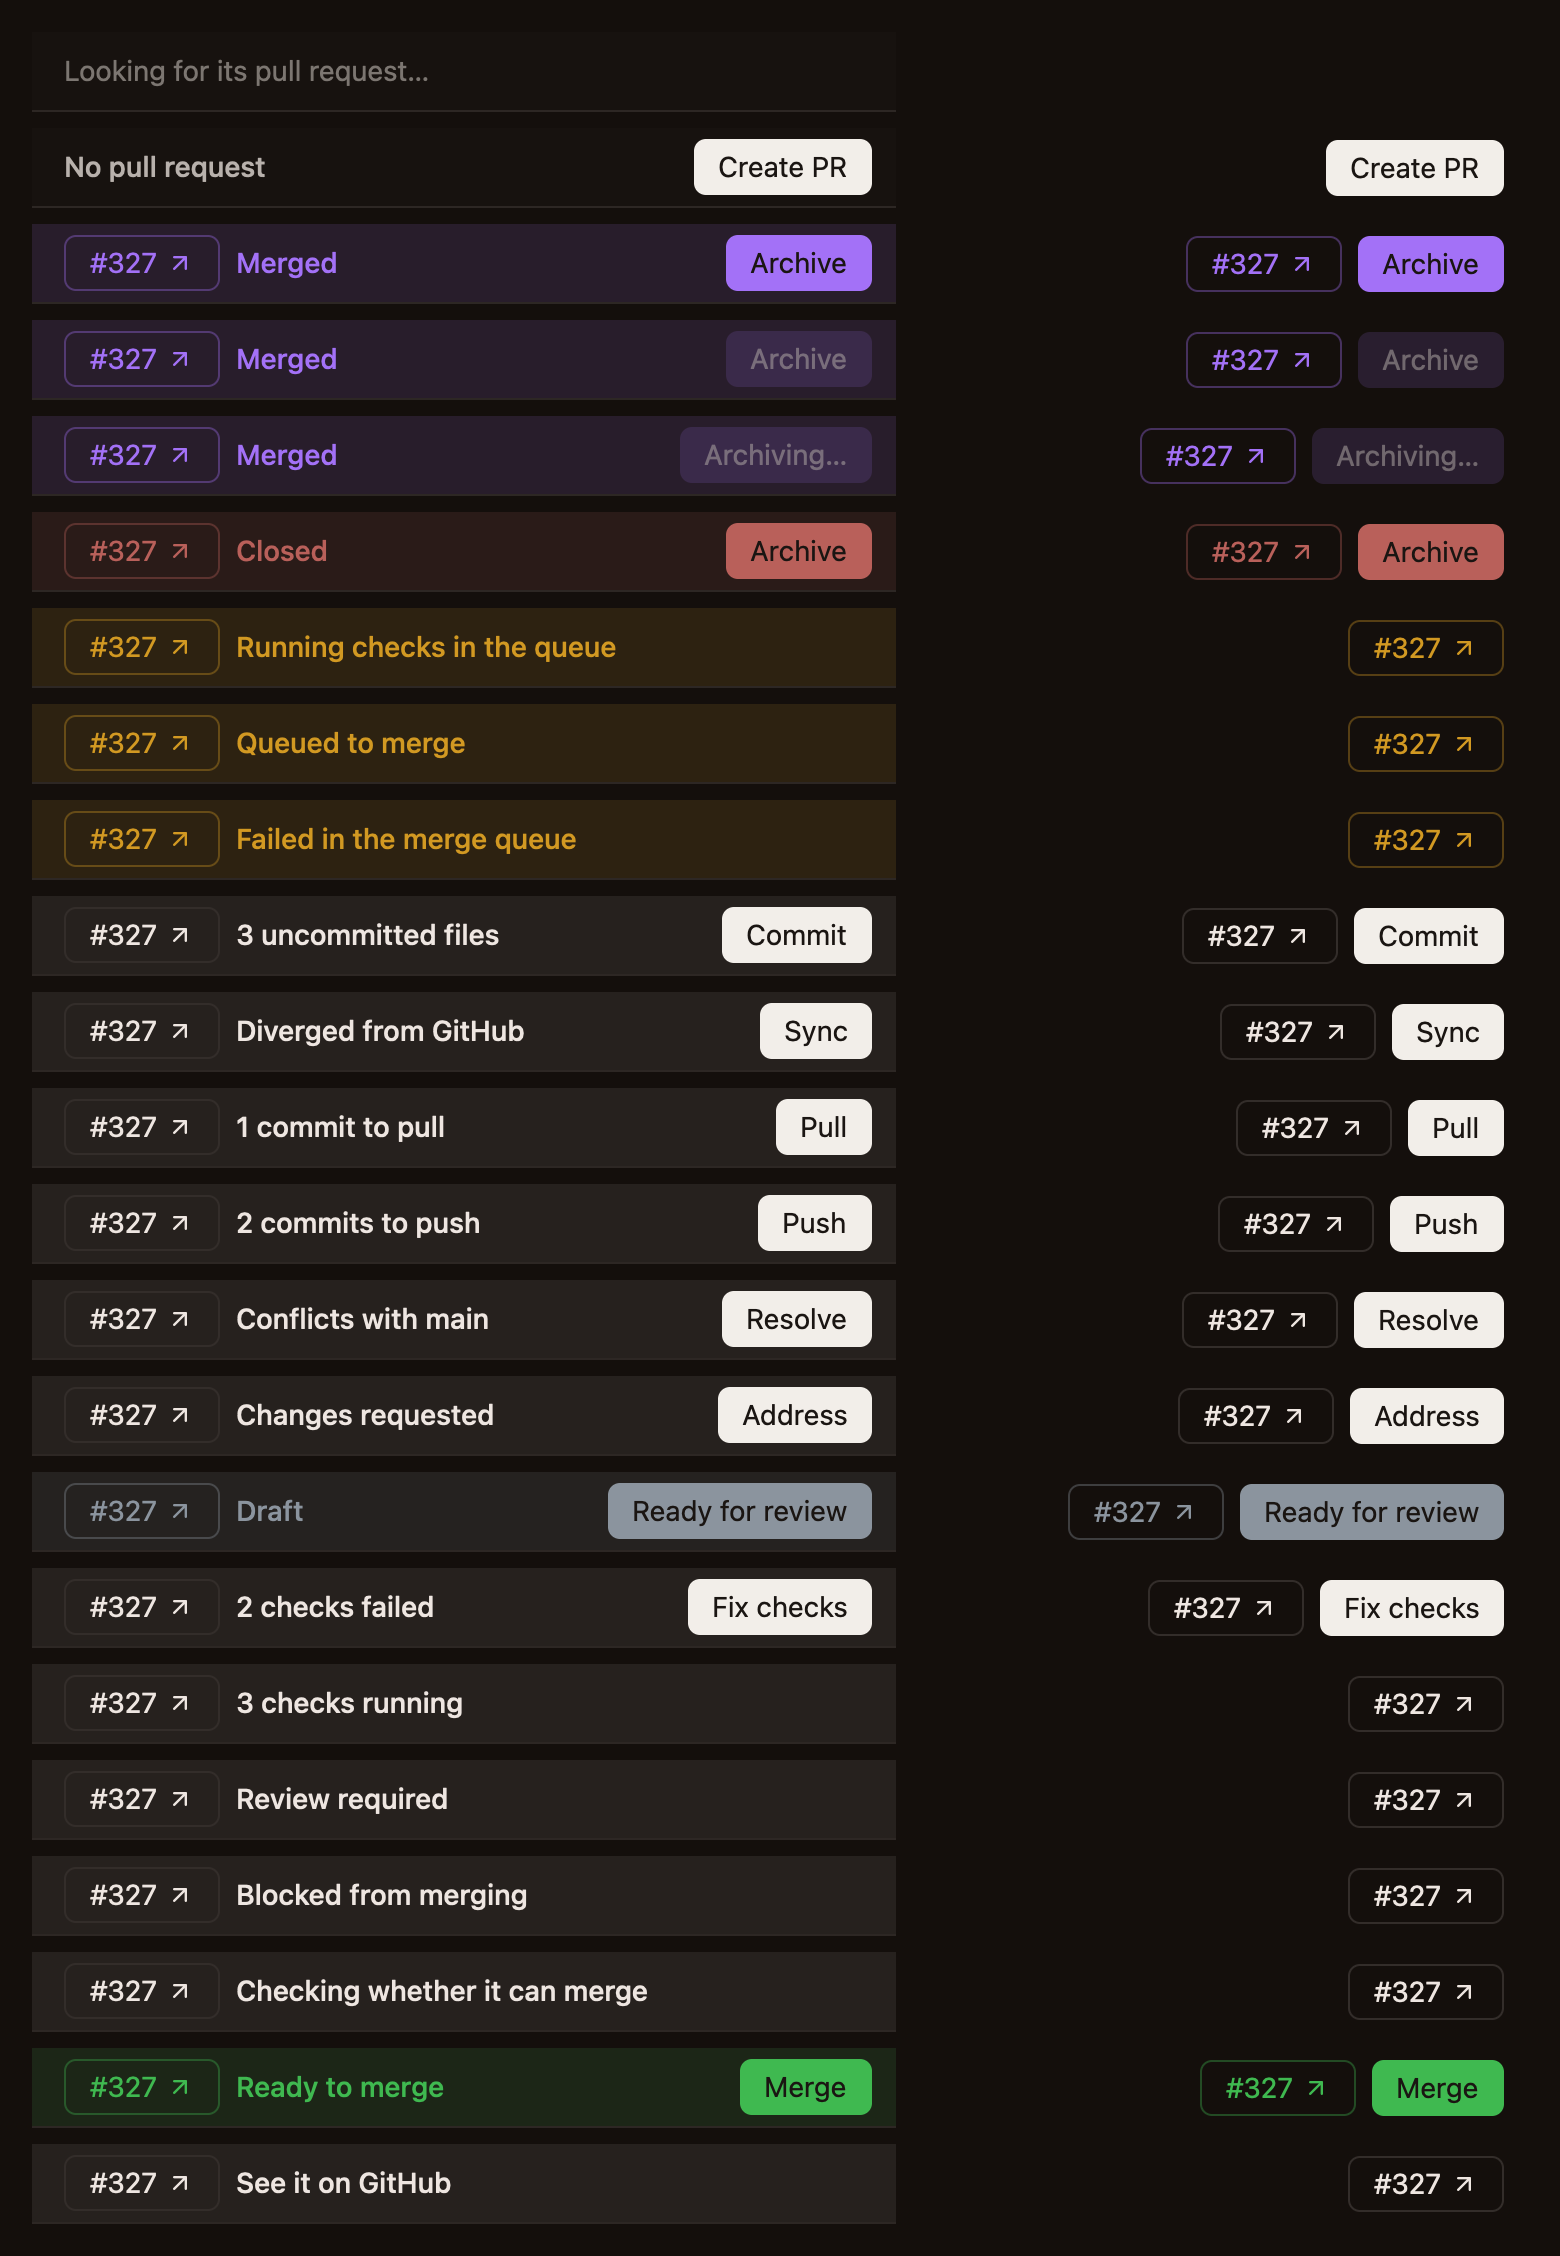 Looking for its pull request...
No pull request Create PR Create PR
#327 Merged Archive #327 Archive
#327 Merged Archive #327 Archive
#327 Merged Archiving... #327 Archiving...
#327 Closed Archive #327 Archive
#327 Running checks in the queue #327
#327 Queued to merge #327
#327 Failed in the merge queue #327
#327 3 uncommitted files Commit #327 Commit
#327 Diverged from GitHub Sync #327 Sync
#327 1 commit to pull Pull #327 Pull
#327 2 commits to push Push #327 Push
#327 Conflicts with main Resolve #327 Resolve
#327 Changes requested Address #327 Address
#327 Draft Ready for review #327 Ready for review
#327 2 checks failed Fix checks #327 Fix checks
#327 3 checks running #327
#327 Review required #327
#327 Blocked from merging #327
#327 Checking whether it can merge #327
#327 Ready to merge Merge #327 Merge
#327 See it on GitHub #327